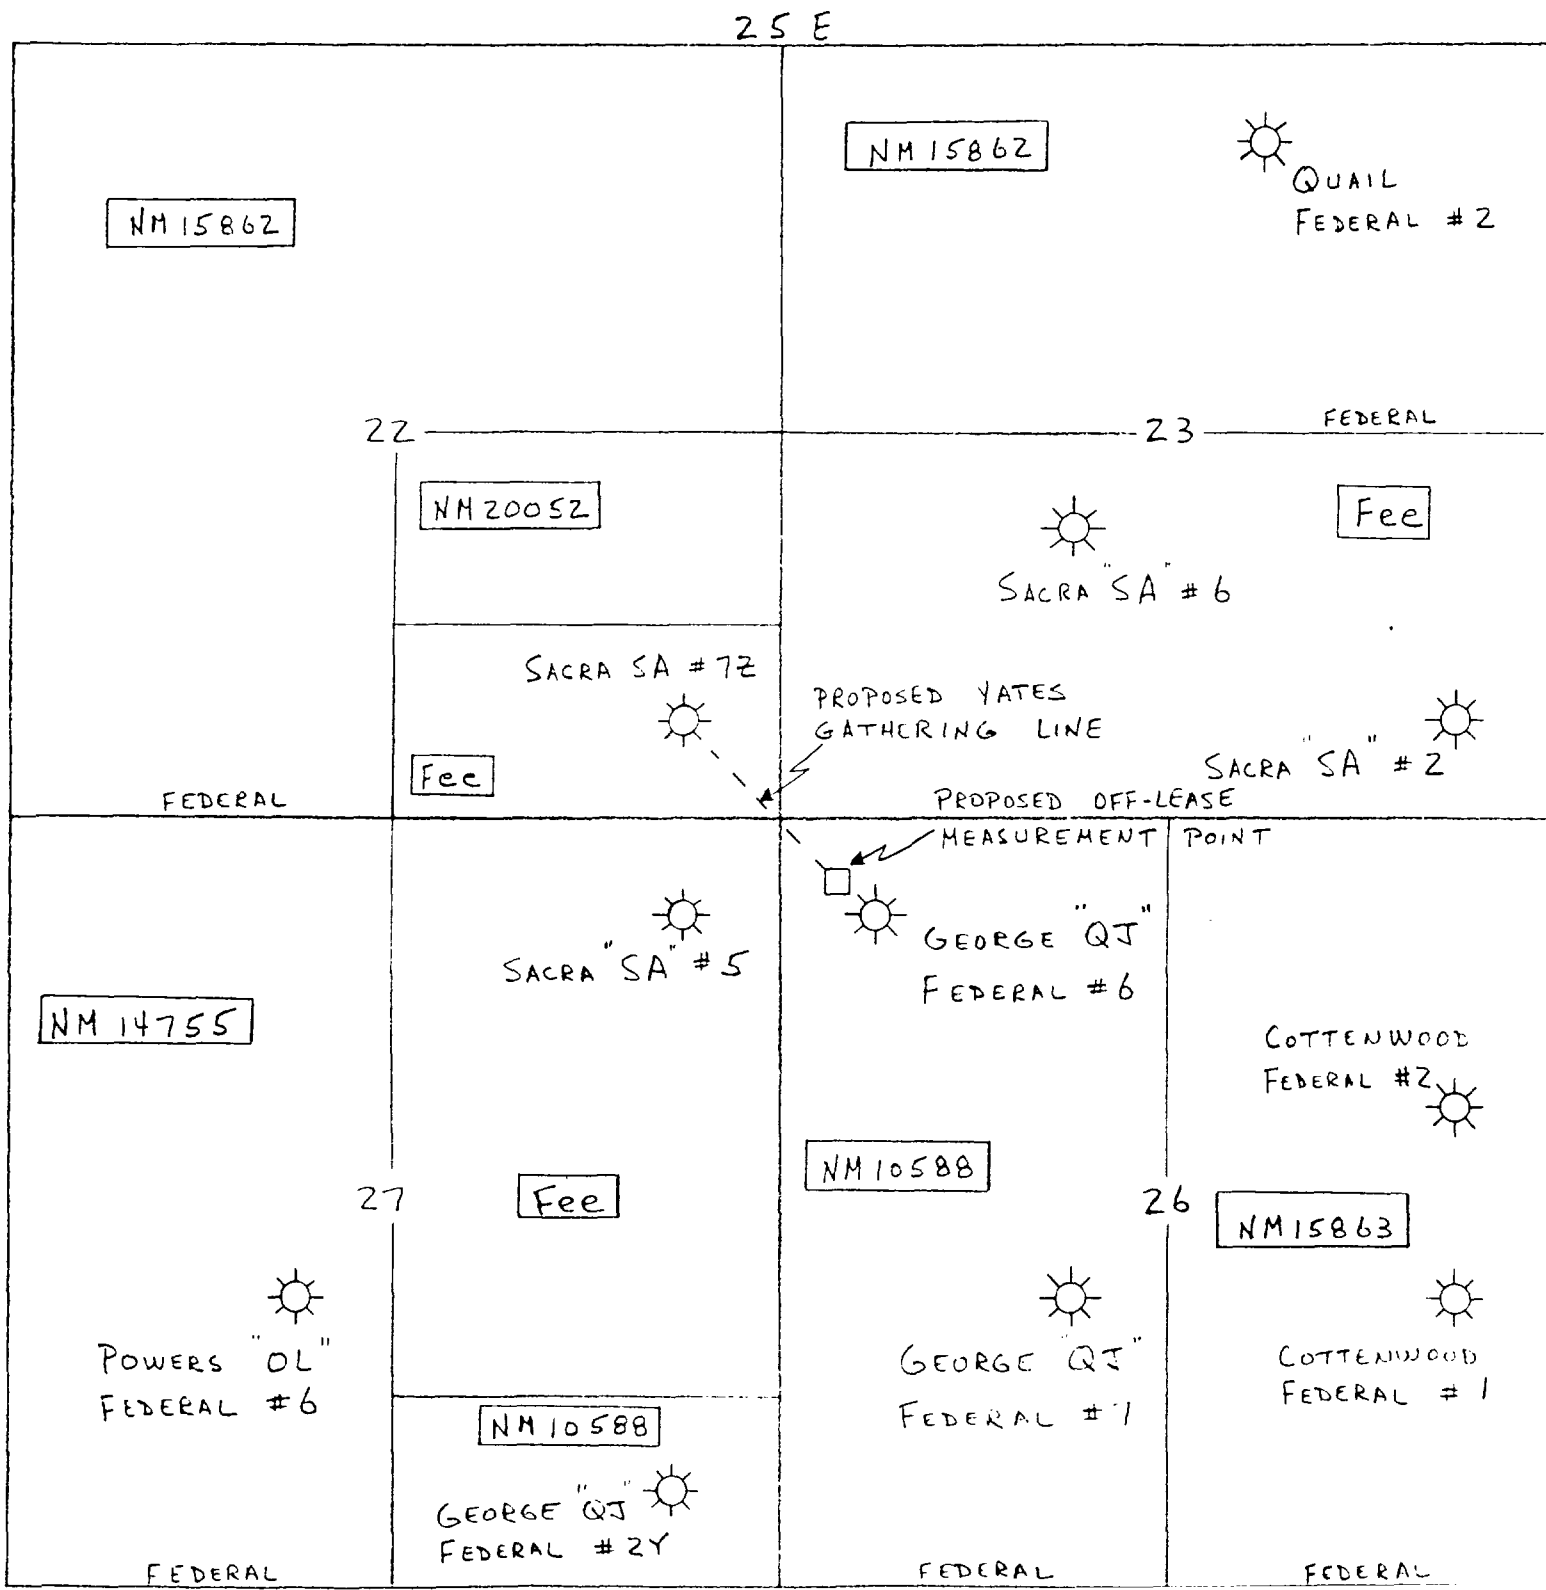 25 E
NM 15862
QUAIL
FEDERAL #2
NM 15862
22
23
FEDERAL
NM 20052
Fee
SACRA "SA" #6
SACRA SA #7Z
PROPOSED YATES
GATHERING LINE
SACRA "SA" #2
Fee
FEDERAL
PROPOSED OFF-LEASE
MEASUREMENT POINT
SACRA "SA" #5
GEORGE "QJ"
FEDERAL #6
NM 14755
COTTENWOOD
FEDERAL #2
NM 10588
27
Fee
26
NM 15863
POWERS "OL"
FEDERAL #6
GEORGE "QJ"
FEDERAL #1
COTTENWOOD
FEDERAL #1
NM 10588
GEORGE "QJ"
FEDERAL #2Y
FEDERAL
FEDERAL
FEDERAL